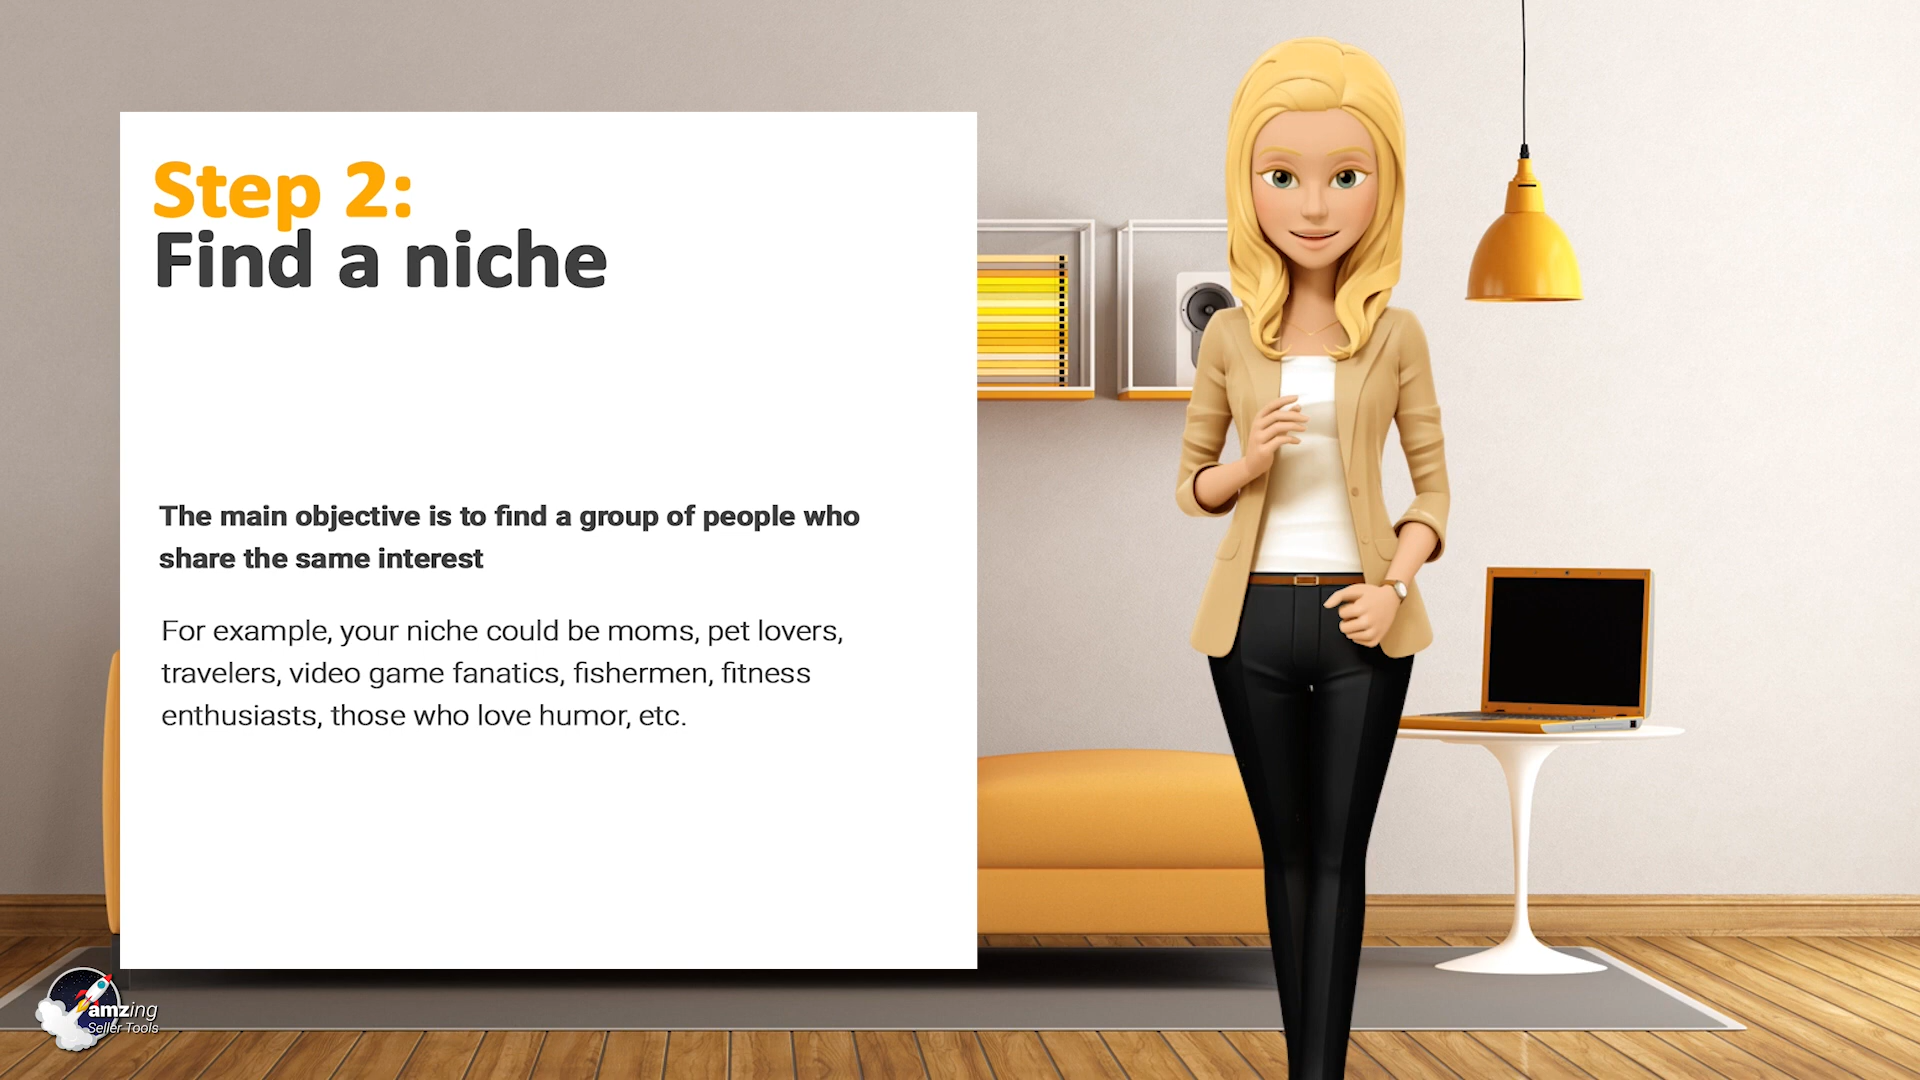 Step 2:
Find a niche
The main objective is to find a group of people who
share the same interest
For example, your niche could be moms, pet lovers,
travelers, video game fanatics, fishermen, fitness
enthusiasts, those who love humor, etc.
amzing
Seller Tools